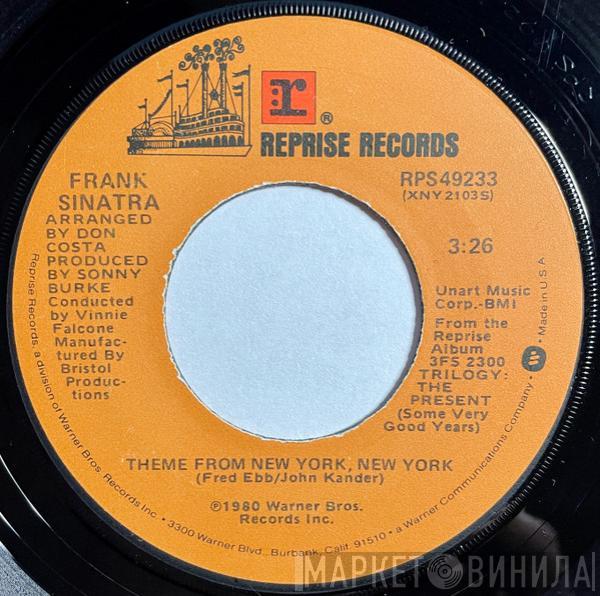 r®
REPRISE RECORDS
FRANK
SINATRA
ARRANGED
BY DON
COSTA
PRODUCED
BY SONNY
BURKE
Conducted
by Vinnie
Falcone
Manufac-
tured By
Bristol
Produc-
tions
RPS49233
(XNY2103S)
3:26
Unart Music
Corp.-BMI
From the
Reprise
Album
3FS 2300
TRILOGY:
THE
PRESENT
(Some Very
Good Years)
THEME FROM NEW YORK, NEW YORK
(Fred Ebb/John Kander)
℗1980 Warner Bros.
Records Inc.
Reprise Records, a division of Warner Bros. Records Inc. • 3300 Warner Blvd., Burbank, Calif. 91510 • a Warner Communications Company • Made in U.S.A.
МАРКЕТ ВИНИЛА